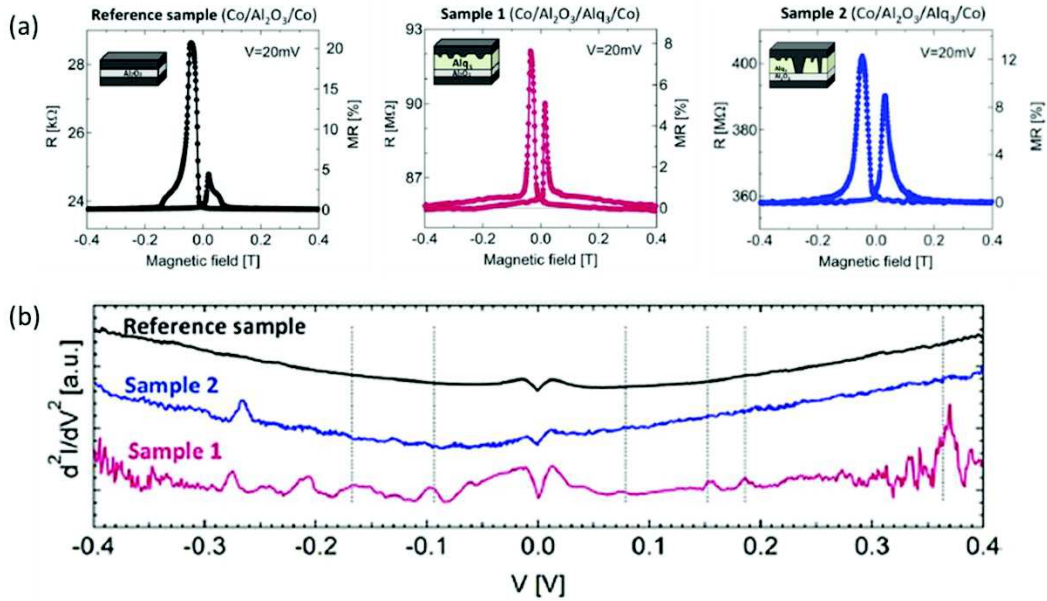 (a)
Reference sample (Co/Al₂O₃/Co)
V=20mV
Al₂O₃
R [kΩ]
28
26
24
MR [%]
20
15
10
5
0
-0.4 -0.2 0.0 0.2 0.4
Magnetic field [T]
Sample 1 (Co/Al₂O₃/Alq₃/Co)
V=20mV
Alq₃
Al₂O₃
R [MΩ]
93
90
87
MR [%]
8
7
6
5
4
3
2
1
0
-0.4 -0.2 0.0 0.2 0.4
Magnetic field [T]
Sample 2 (Co/Al₂O₃/Alq₃/Co)
V=20mV
Alq₃
Al₂O₃
R [MΩ]
400
380
360
MR [%]
12
8
4
0
-0.4 -0.2 0.0 0.2 0.4
Magnetic field [T]
(b)
Reference sample
Sample 2
Sample 1
d²I/dV² [a.u.]
-0.4 -0.3 -0.2 -0.1 0.0 0.1 0.2 0.3 0.4
V [V]